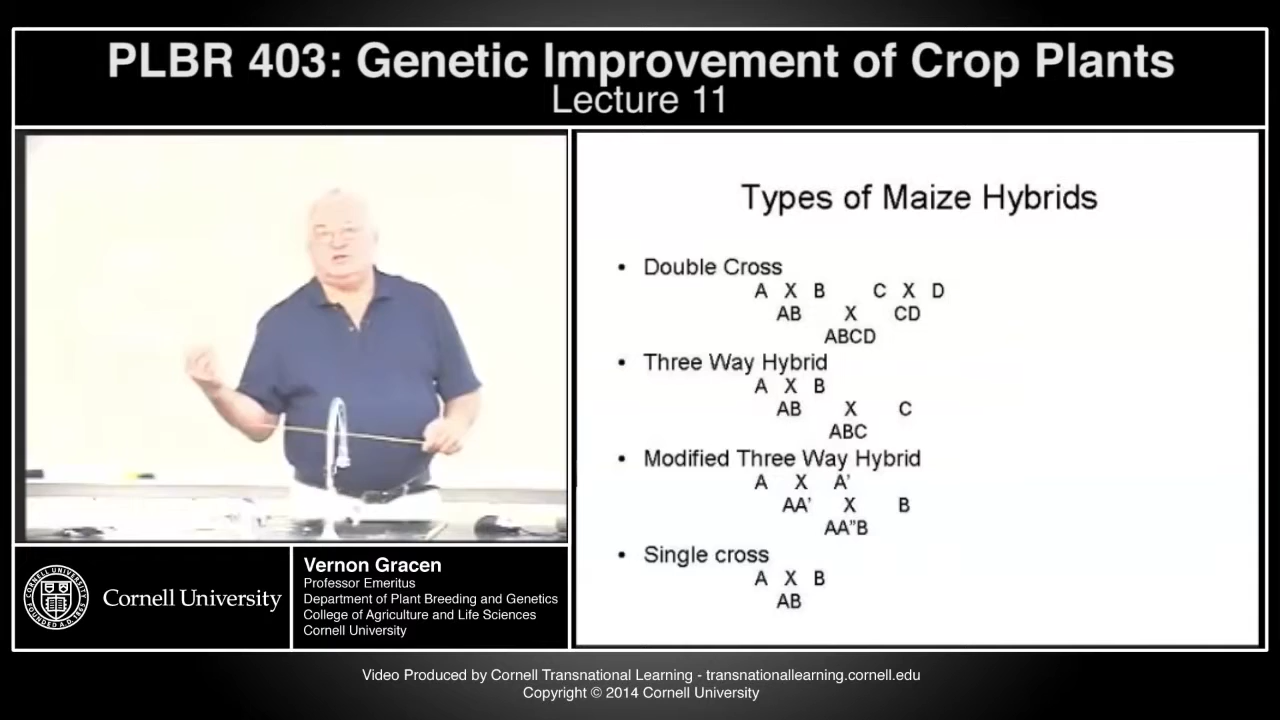 PLBR 403: Genetic Improvement of Crop Plants
Lecture 11
Types of Maize Hybrids
• Double Cross
A X B C X D
AB X CD
ABCD
• Three Way Hybrid
A X B
AB X C
ABC
• Modified Three Way Hybrid
A X A'
AA' X B
AA"B
• Single cross
A X B
AB
Cornell University
Vernon Gracen
Professor Emeritus
Department of Plant Breeding and Genetics
College of Agriculture and Life Sciences
Cornell University
Video Produced by Cornell Transnational Learning - transnationallearning.cornell.edu
Copyright © 2014 Cornell University